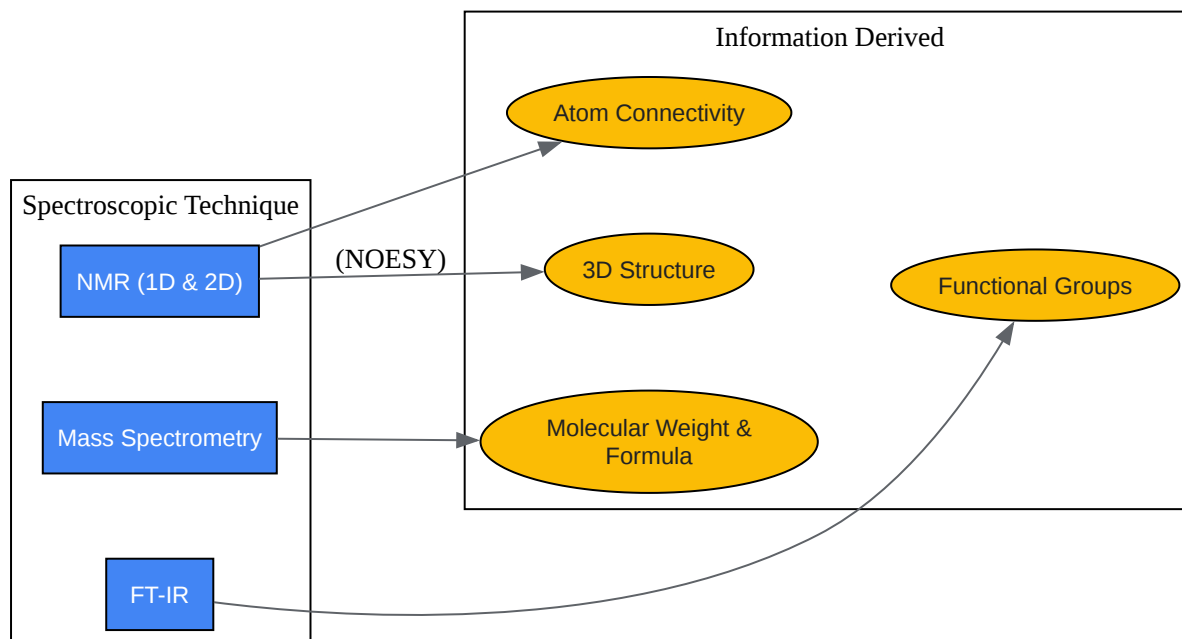 Information Derived
Atom Connectivity
Spectroscopic Technique
NMR (1D & 2D)
(NOESY)
3D Structure
Functional Groups
Mass Spectrometry
Molecular Weight &
Formula
FT-IR